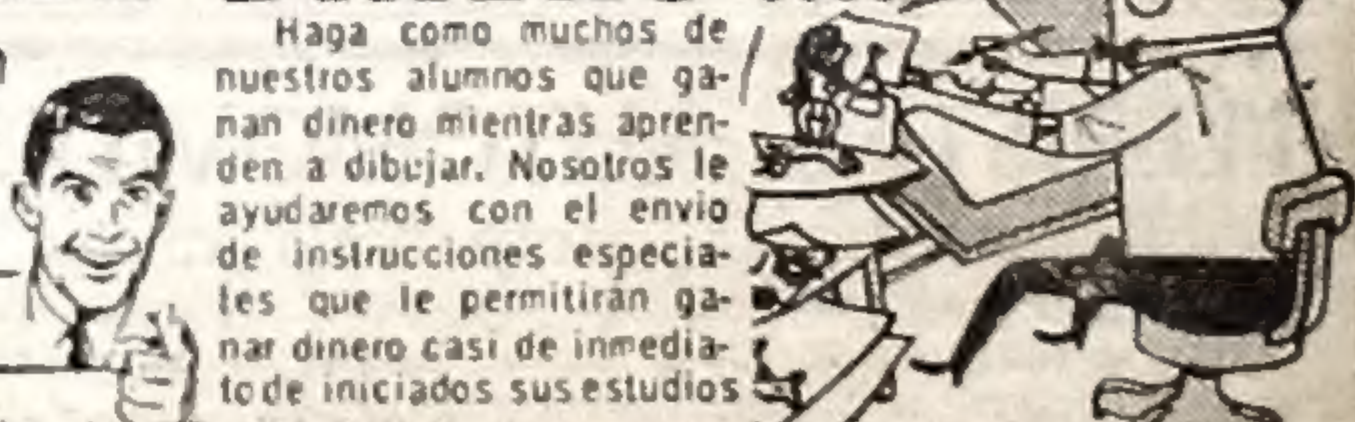 Haga como muchos de
nuestros alumnos que ga-
nan dinero mientras apren-
den a dibujar. Nosotros le
ayudaremos con el envio
de instrucciones especia-
les que le permitirán ga-
nar dinero casi de inmedia-
to de iniciados sus estudios